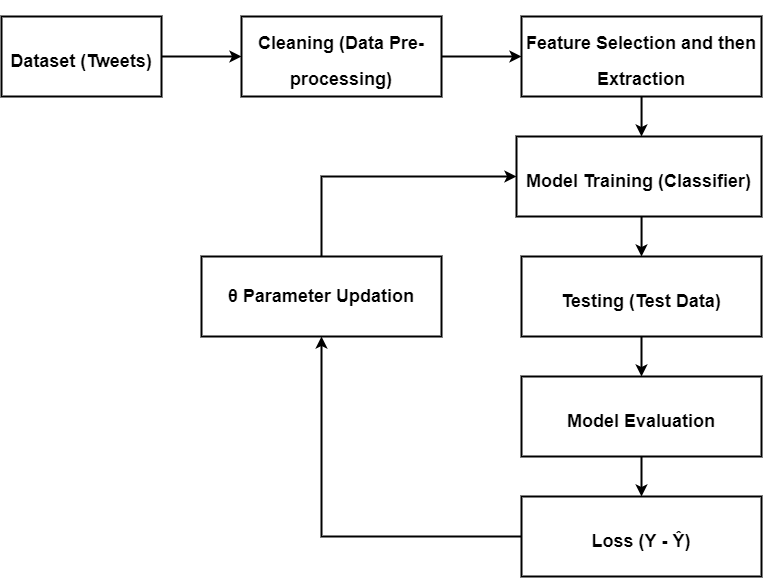 Dataset (Tweets)
Cleaning (Data Pre-
processing)
Feature Selection and then
Extraction
Model Training (Classifier)
θ Parameter Updation
Testing (Test Data)
Model Evaluation
Loss (Y - Ŷ)